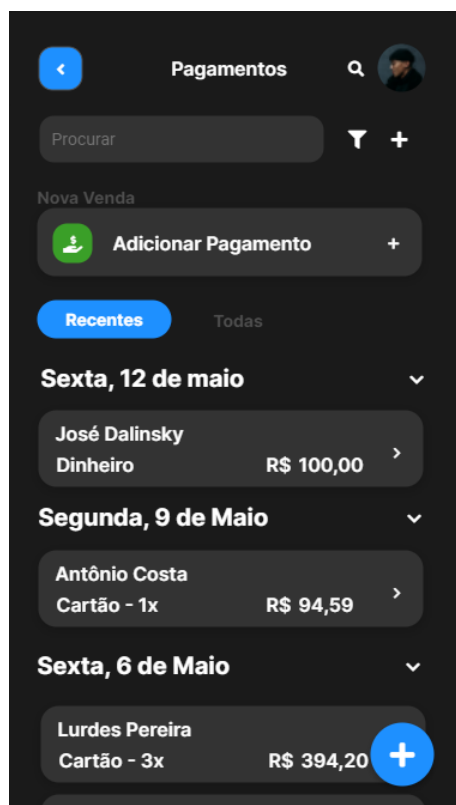 Pagamentos
Procurar
Nova Venda
Adicionar Pagamento +
Recentes Todas
Sexta, 12 de maio
José Dalinsky
Dinheiro R$ 100,00
Segunda, 9 de Maio
Antônio Costa
Cartão - 1x R$ 94,59
Sexta, 6 de Maio
Lurdes Pereira
Cartão - 3x R$ 394,20